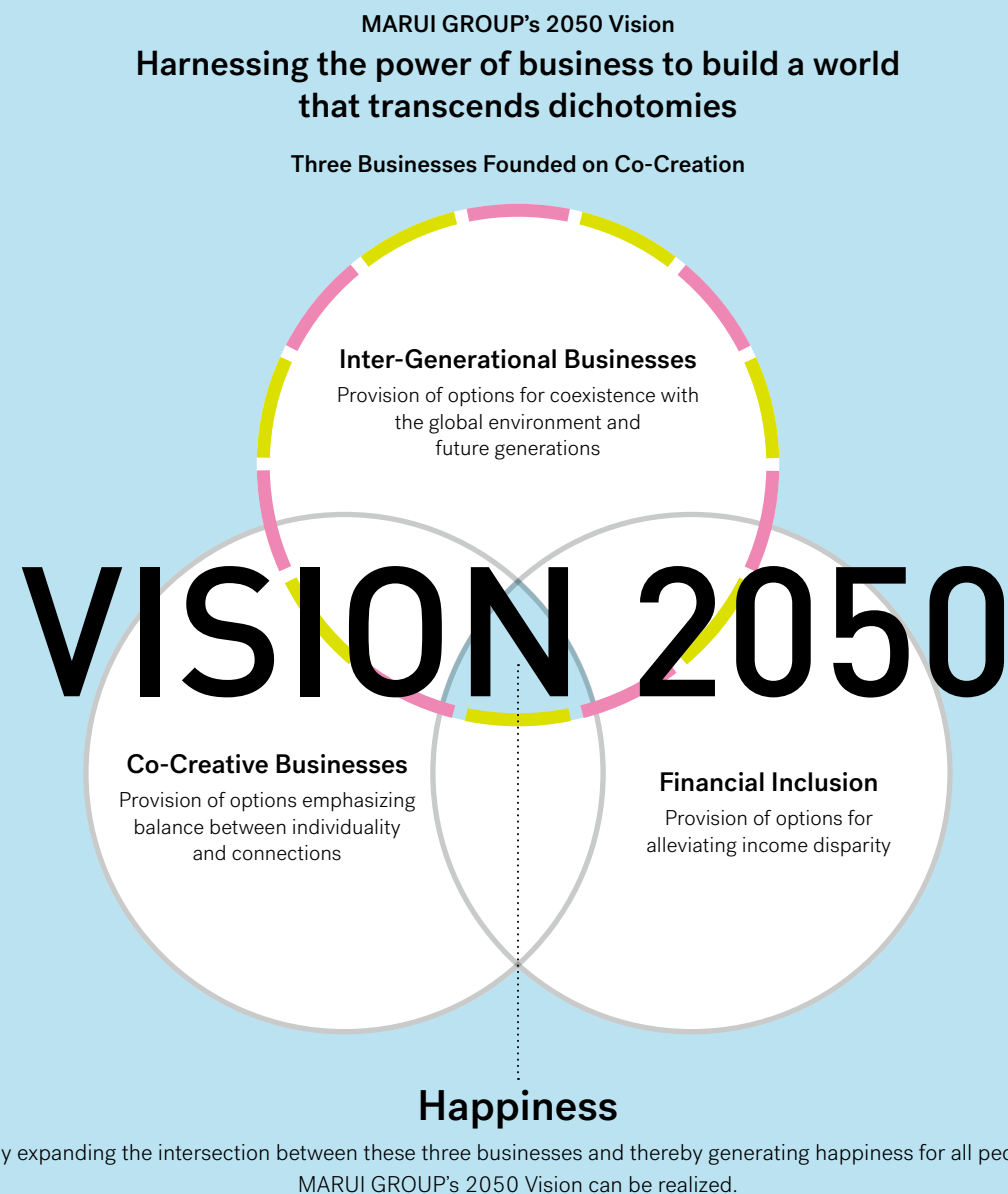 MARUI GROUP's 2050 Vision
Harnessing the power of business to build a world
that transcends dichotomies
Three Businesses Founded on Co-Creation
Inter-Generational Businesses
Provision of options for coexistence with
the global environment and
future generations
VISION 2050
Co-Creative Businesses
Provision of options emphasizing
balance between individuality
and connections
Financial Inclusion
Provision of options for
alleviating income disparity
Happiness
y expanding the intersection between these three businesses and thereby generating happiness for all
MARUI GROUP's 2050 Vision can be realized.